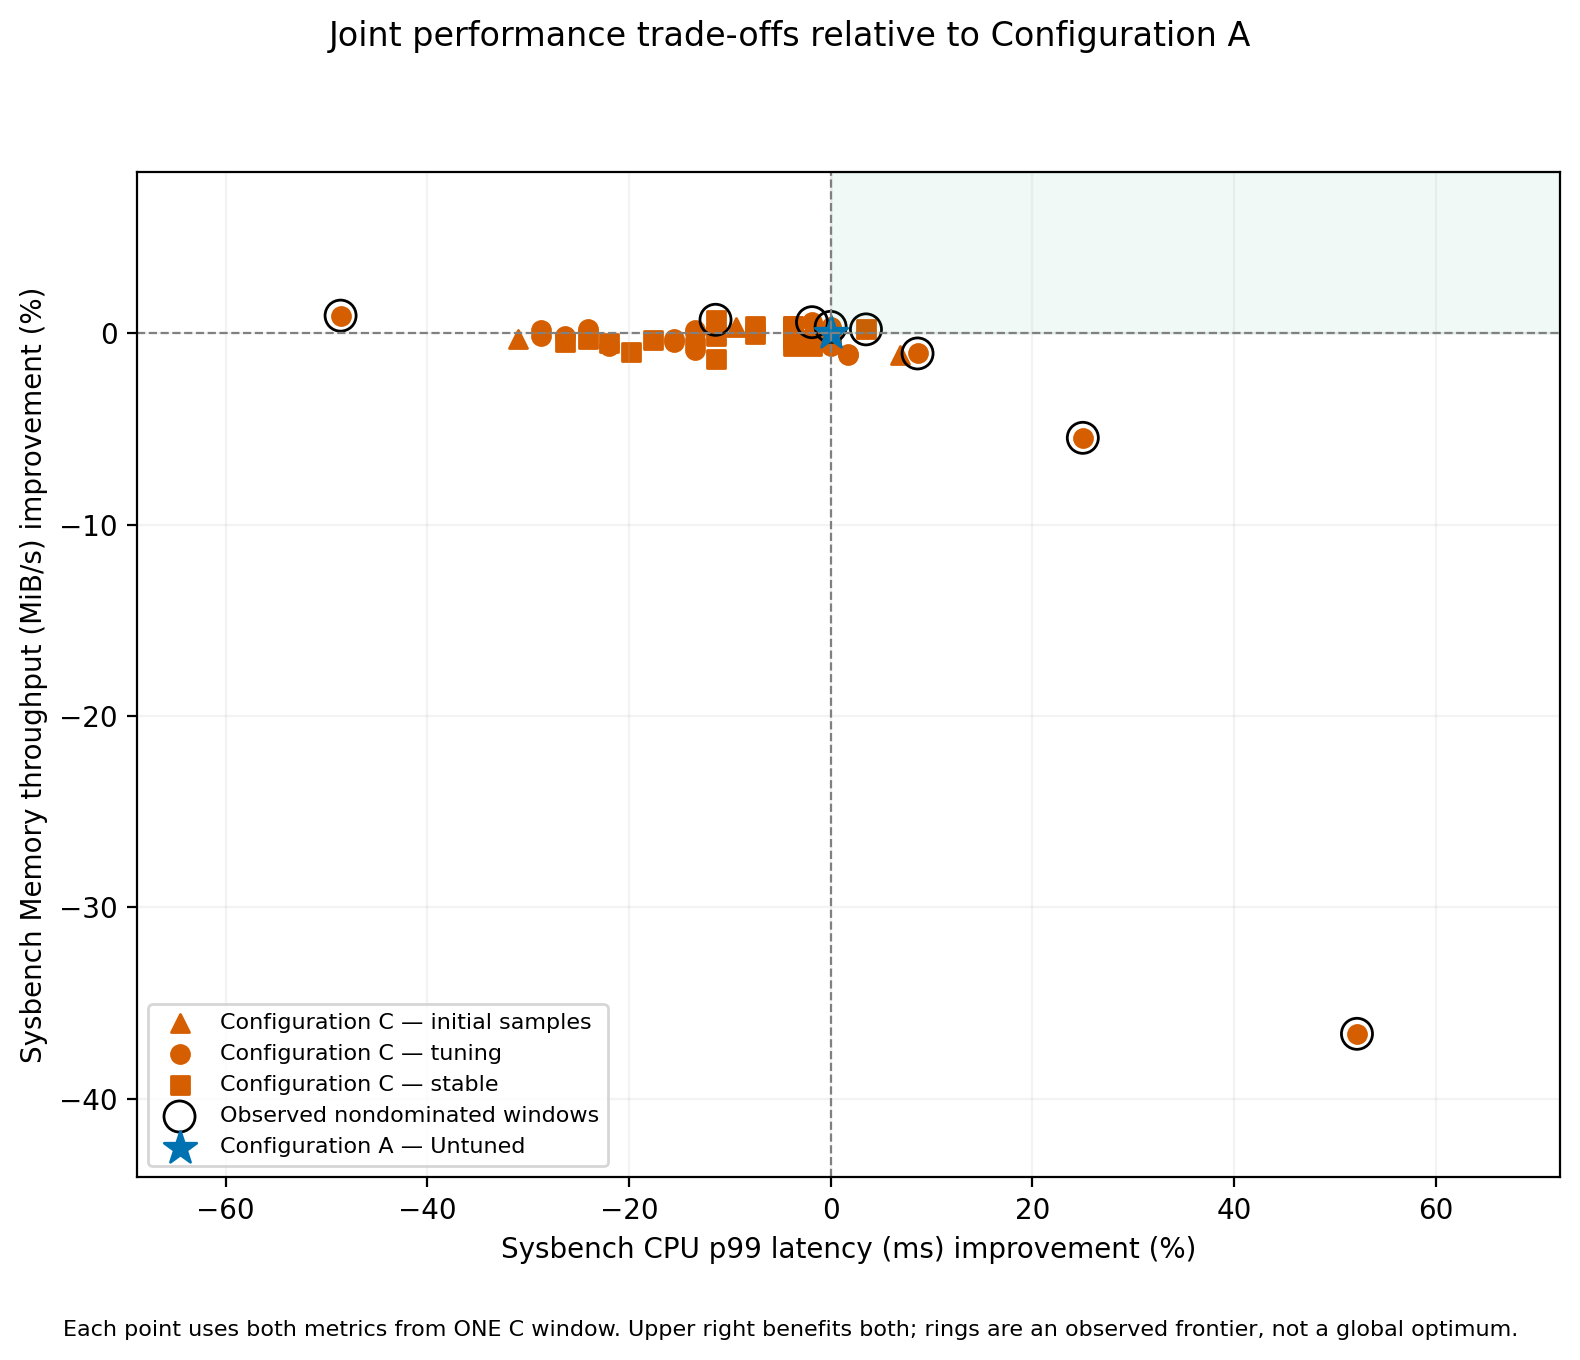 Joint performance trade-offs relative to Configuration A
Sysbench Memory throughput (MiB/s) improvement (%)
0
−10
−20
−30
−40
Configuration C — initial samples
Configuration C — tuning
Configuration C — stable
Observed nondominated windows
Configuration A — Untuned
−60
−40
−20
0
20
40
60
Sysbench CPU p99 latency (ms) improvement (%)
Each point uses both metrics from ONE C window. Upper right benefits both; rings are an observed frontier, not a global optimum.